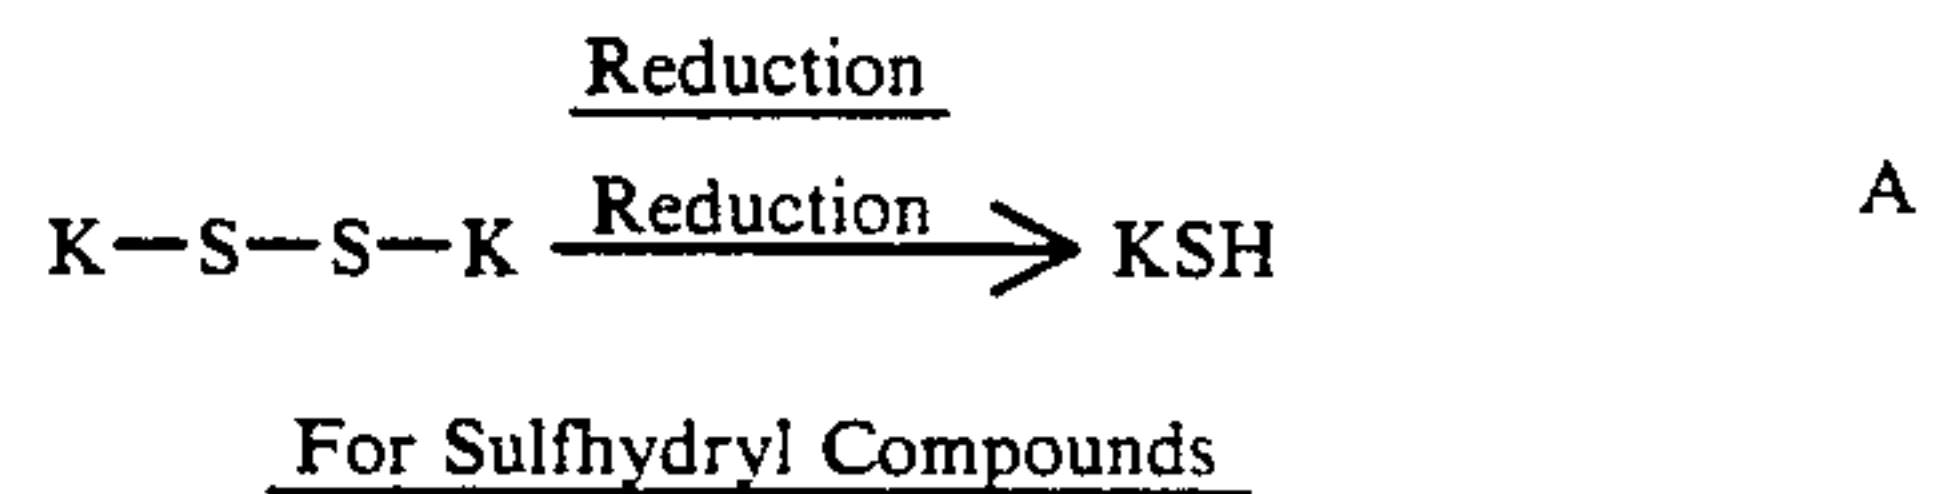 Reduction
Reduction
K—S—S—K KSH
A
For Sulfhydryl Compounds